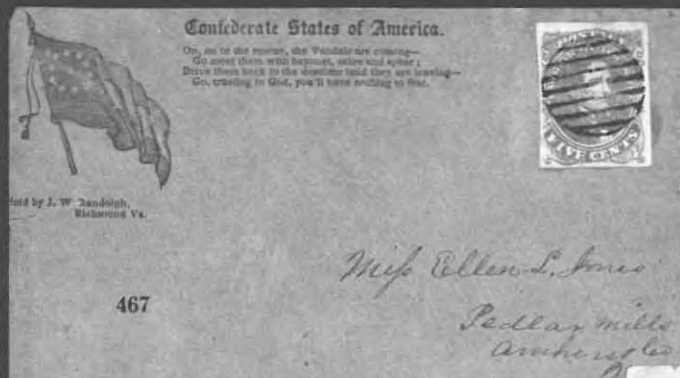 Confederate States of America.
On, on to the rescue, the Vandals are coming—
Go meet them with bayonet, sabre and spear;
Drive them back to the desolate land they are leaving—
Go, trusting in God, you'll have nothing to fear.
FIVE CENTS
Sold by J. W. Randolph,
Richmond Va.
Miss Ellen L. Jones
467
Pedlar Mills
Amherst Co